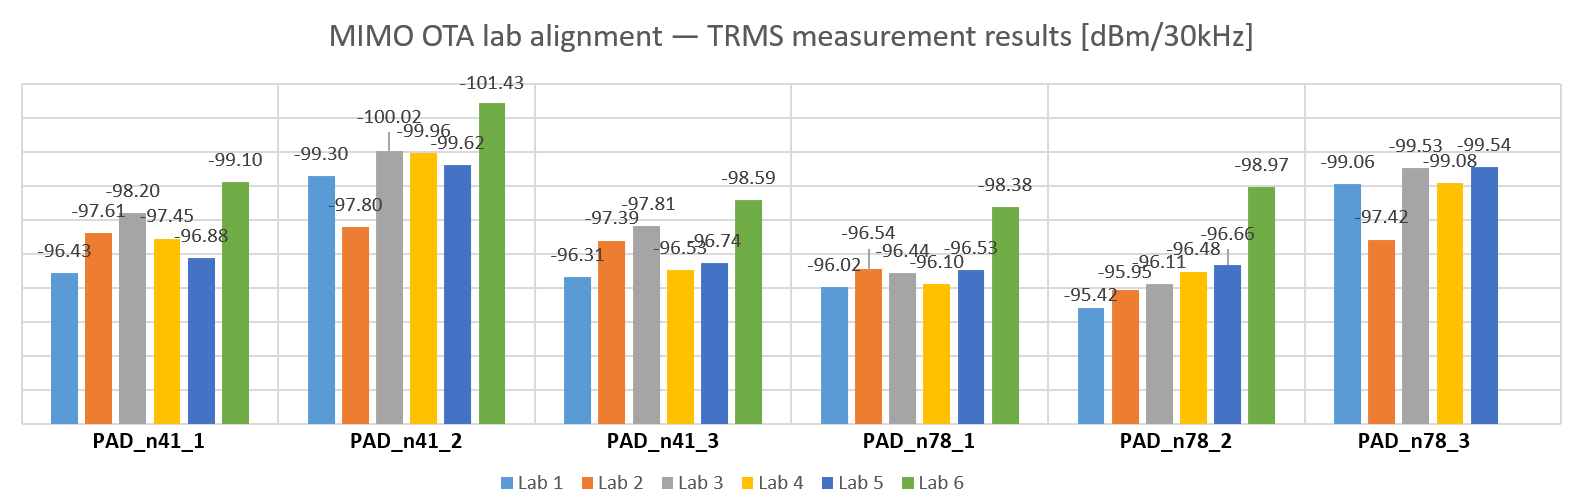 MIMO OTA lab alignment — TRMS measurement results [dBm/30kHz]
-96.43 -97.61 -98.20 -97.45 -96.88 -99.10
-99.30 -97.80 -100.02 -99.96 -99.62 -101.43
-96.31 -97.39 -97.81 -96.53 -96.74 -98.59
-96.02 -96.54 -96.44 -96.10 -96.53 -98.38
-95.42 -95.95 -96.11 -96.48 -96.66 -98.97
-99.06 -97.42 -99.53 -99.08 -99.54
PAD_n41_1 PAD_n41_2 PAD_n41_3 PAD_n78_1 PAD_n78_2 PAD_n78_3
Lab 1 Lab 2 Lab 3 Lab 4 Lab 5 Lab 6